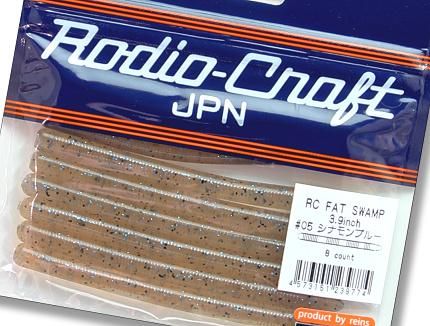 Rodio-Craft
JPN
RC FAT SWAMP
3.9inch
#05 シナモンブルー
8 count
4573151239774
product by reins